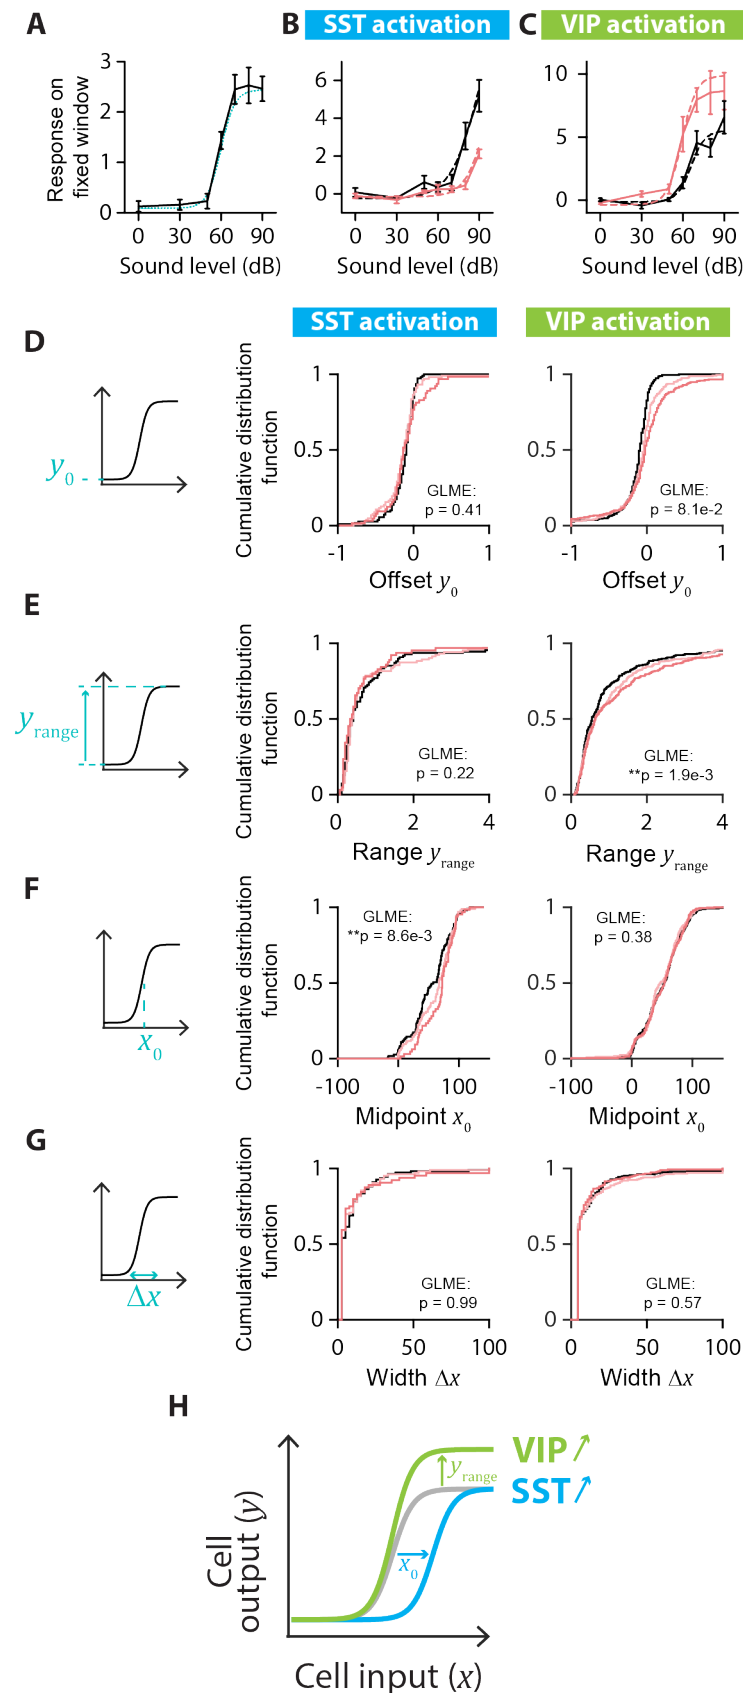 A
B
SST activation
C
VIP activation
Response on
fixed window
3
2
1
0
0 30 60 90
Sound level (dB)
6
4
2
0
0 30 60 90
Sound level (dB)
10
5
0
0 30 60 90
Sound level (dB)
SST activation
VIP activation
D
y0
Cumulative distribution
function
1
0.5
0
GLME:
p = 0.41
-1 0 1
Offset y0
1
0.5
0
GLME:
p = 8.1e-2
-1 0 1
Offset y0
E
yrange
Cumulative distribution
function
1
0.5
0
GLME:
p = 0.22
0 2 4
Range yrange
1
0.5
0
GLME:
**p = 1.9e-3
0 2 4
Range yrange
F
x0
Cumulative distribution
function
1
0.5
0
GLME:
**p = 8.6e-3
-100 0 100
Midpoint x0
1
0.5
0
GLME:
p = 0.38
-100 0 100
Midpoint x0
G
Δx
Cumulative distribution
function
1
0.5
0
GLME:
p = 0.99
0 50 100
Width Δx
1
0.5
0
GLME:
p = 0.57
0 50 100
Width Δx
H
Cell
output (y)
VIP↗
yrange
SST↗
x0
Cell input (x)